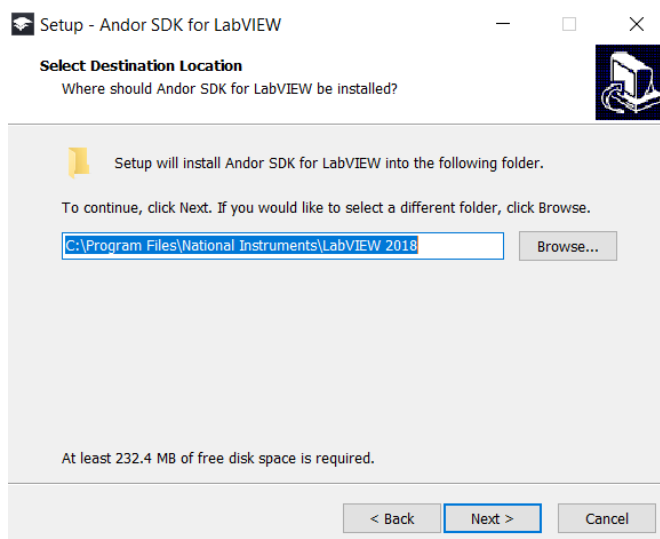 Setup - Andor SDK for LabVIEW
Select Destination Location
Where should Andor SDK for LabVIEW be installed?
Setup will install Andor SDK for LabVIEW into the following folder.
To continue, click Next. If you would like to select a different folder, click Browse.
C:\Program Files\National Instruments\LabVIEW 2018
Browse...
At least 232.4 MB of free disk space is required.
< Back
Next >
Cancel